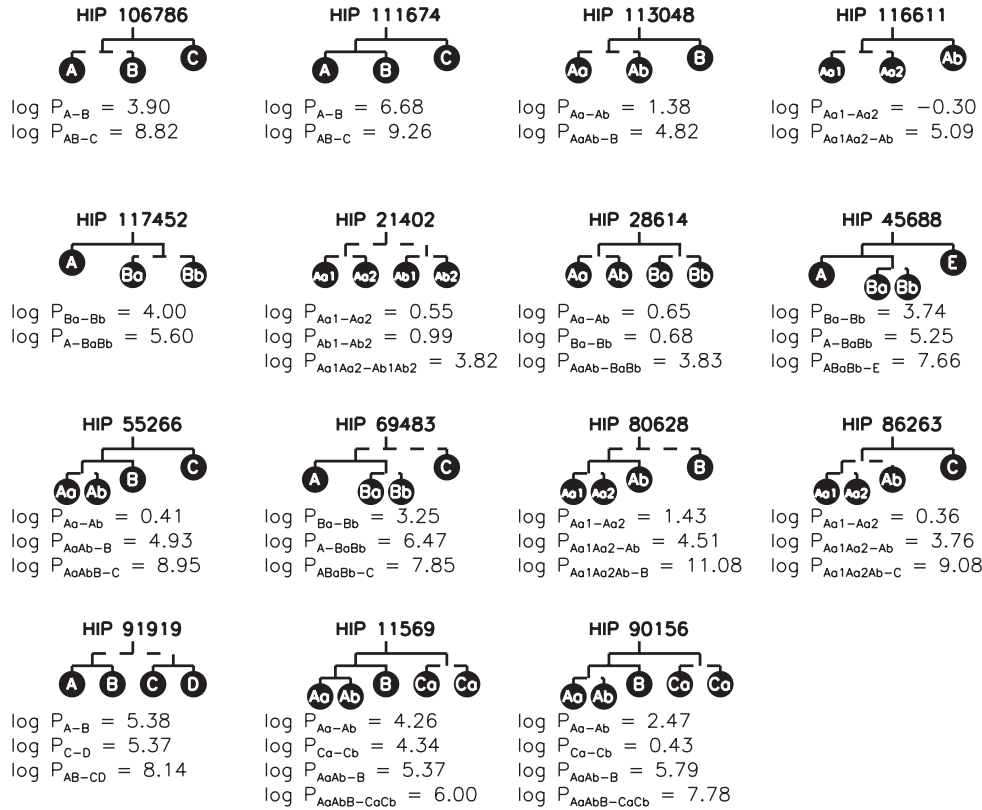 HIP 106786
A B C
log P_A-B = 3.90
log P_AB-C = 8.82
HIP 111674
A B C
log P_A-B = 6.68
log P_AB-C = 9.26
HIP 113048
Aa Ab B
log P_Aa-Ab = 1.38
log P_AaAb-B = 4.82
HIP 116611
Aa1 Aa2 Ab
log P_Aa1-Aa2 = -0.30
log P_Aa1Aa2-Ab = 5.09
HIP 117452
A Ba Bb
log P_Ba-Bb = 4.00
log P_A-BaBb = 5.60
HIP 21402
Aa1 Aa2 Ab1 Ab2
log P_Aa1-Aa2 = 0.55
log P_Ab1-Ab2 = 0.99
log P_Aa1Aa2-Ab1Ab2 = 3.82
HIP 28614
Aa Ab Ba Bb
log P_Aa-Ab = 0.65
log P_Ba-Bb = 0.68
log P_AaAb-BaBb = 3.83
HIP 45688
A Ba Bb E
log P_Ba-Bb = 3.74
log P_A-BaBb = 5.25
log P_ABaBb-E = 7.66
HIP 55266
Aa Ab B C
log P_Aa-Ab = 0.41
log P_AaAb-B = 4.93
log P_AaAbB-C = 8.95
HIP 69483
A Ba Bb C
log P_Ba-Bb = 3.25
log P_A-BaBb = 6.47
log P_ABaBb-C = 7.85
HIP 80628
Aa1 Aa2 Ab B
log P_Aa1-Aa2 = 1.43
log P_Aa1Aa2-Ab = 4.51
log P_Aa1Aa2Ab-B = 11.08
HIP 86263
Aa1 Aa2 Ab C
log P_Aa1-Aa2 = 0.36
log P_Aa1Aa2-Ab = 3.76
log P_Aa1Aa2Ab-C = 9.08
HIP 91919
A B C D
log P_A-B = 5.38
log P_C-D = 5.37
log P_AB-CD = 8.14
HIP 11569
Aa Ab B Ca Ca
log P_Aa-Ab = 4.26
log P_Ca-Cb = 4.34
log P_AaAb-B = 5.37
log P_AaAbB-CaCb = 6.00
HIP 90156
Aa Ab B Ca Ca
log P_Aa-Ab = 2.47
log P_Ca-Cb = 0.43
log P_AaAb-B = 5.79
log P_AaAbB-CaCb = 7.78